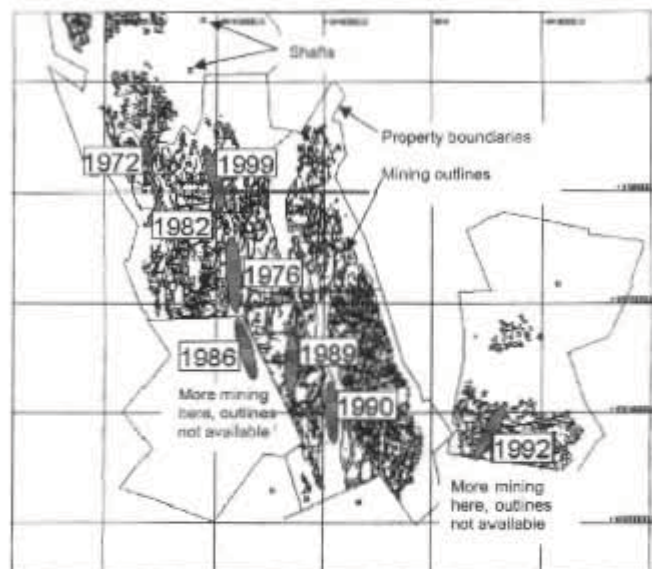 Shafts
Property boundaries
1972
1999
Mining outlines
1982
1976
1986
1989
More mining
here, outlines
not available
1990
1992
More mining
here, outlines
not available